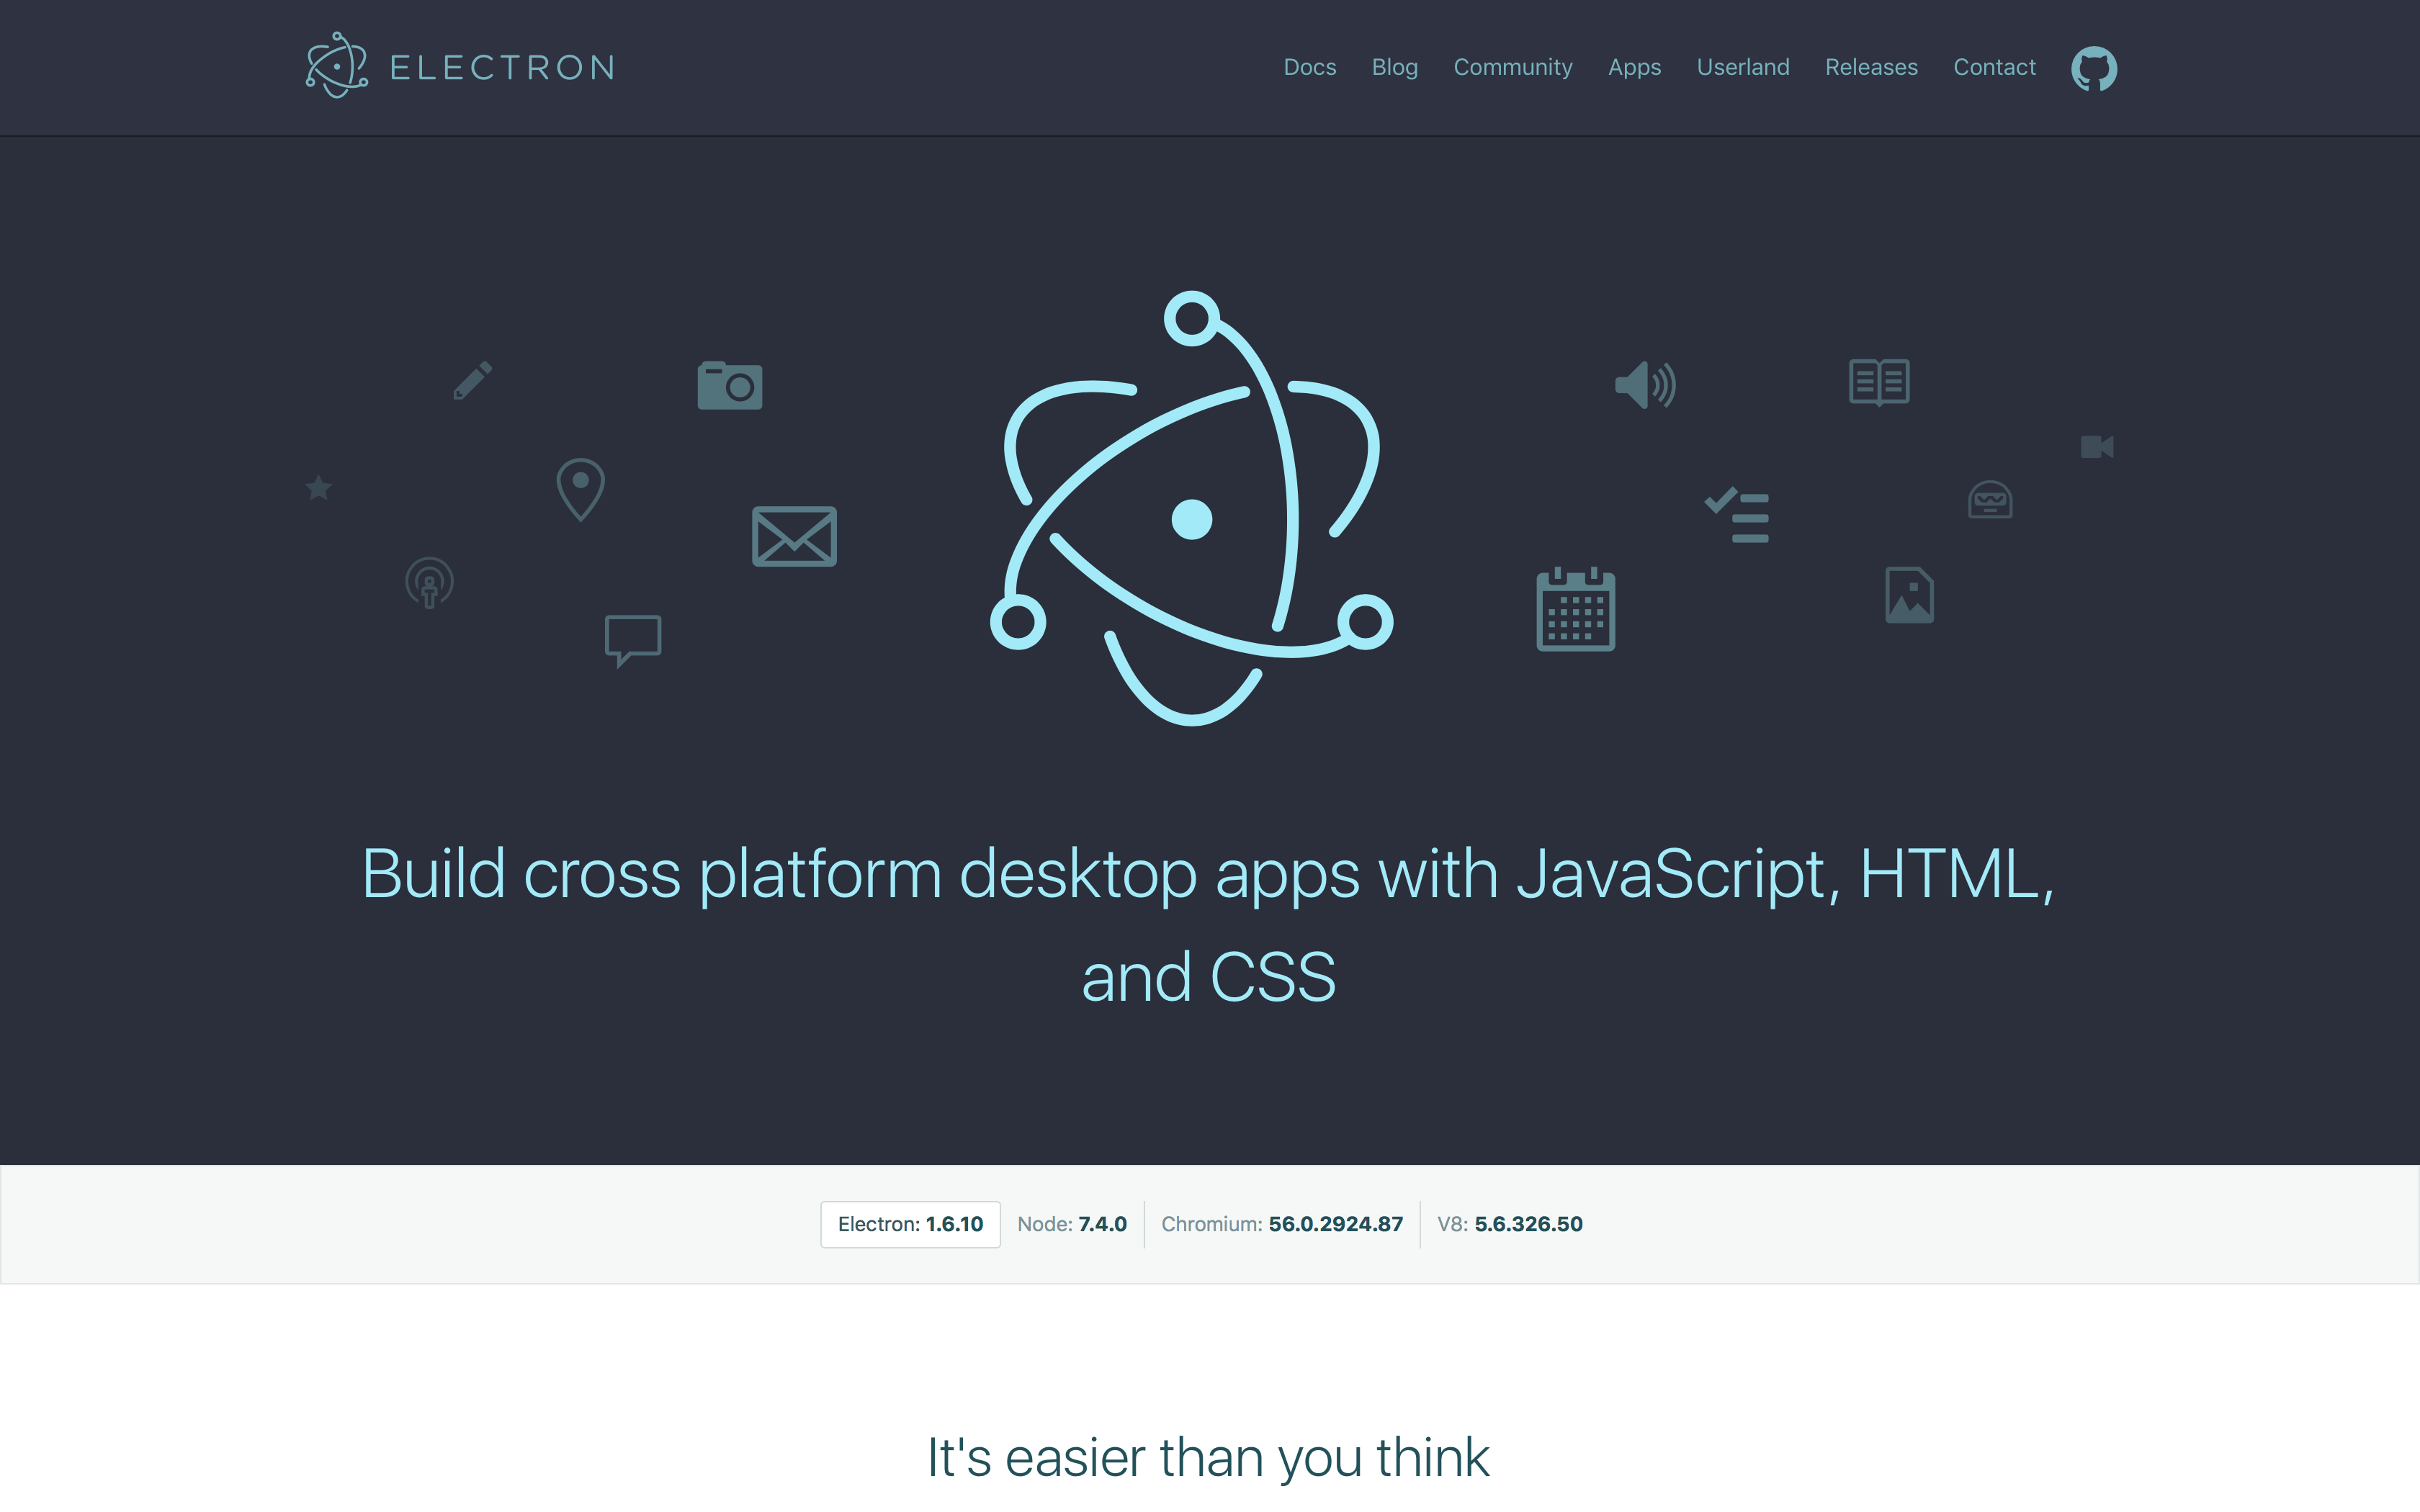 ELECTRON
Docs Blog Community Apps Userland Releases Contact
Build cross platform desktop apps with JavaScript, HTML,
and CSS
Electron: 1.6.10 Node: 7.4.0 Chromium: 56.0.2924.87 V8: 5.6.326.50
It's easier than you think